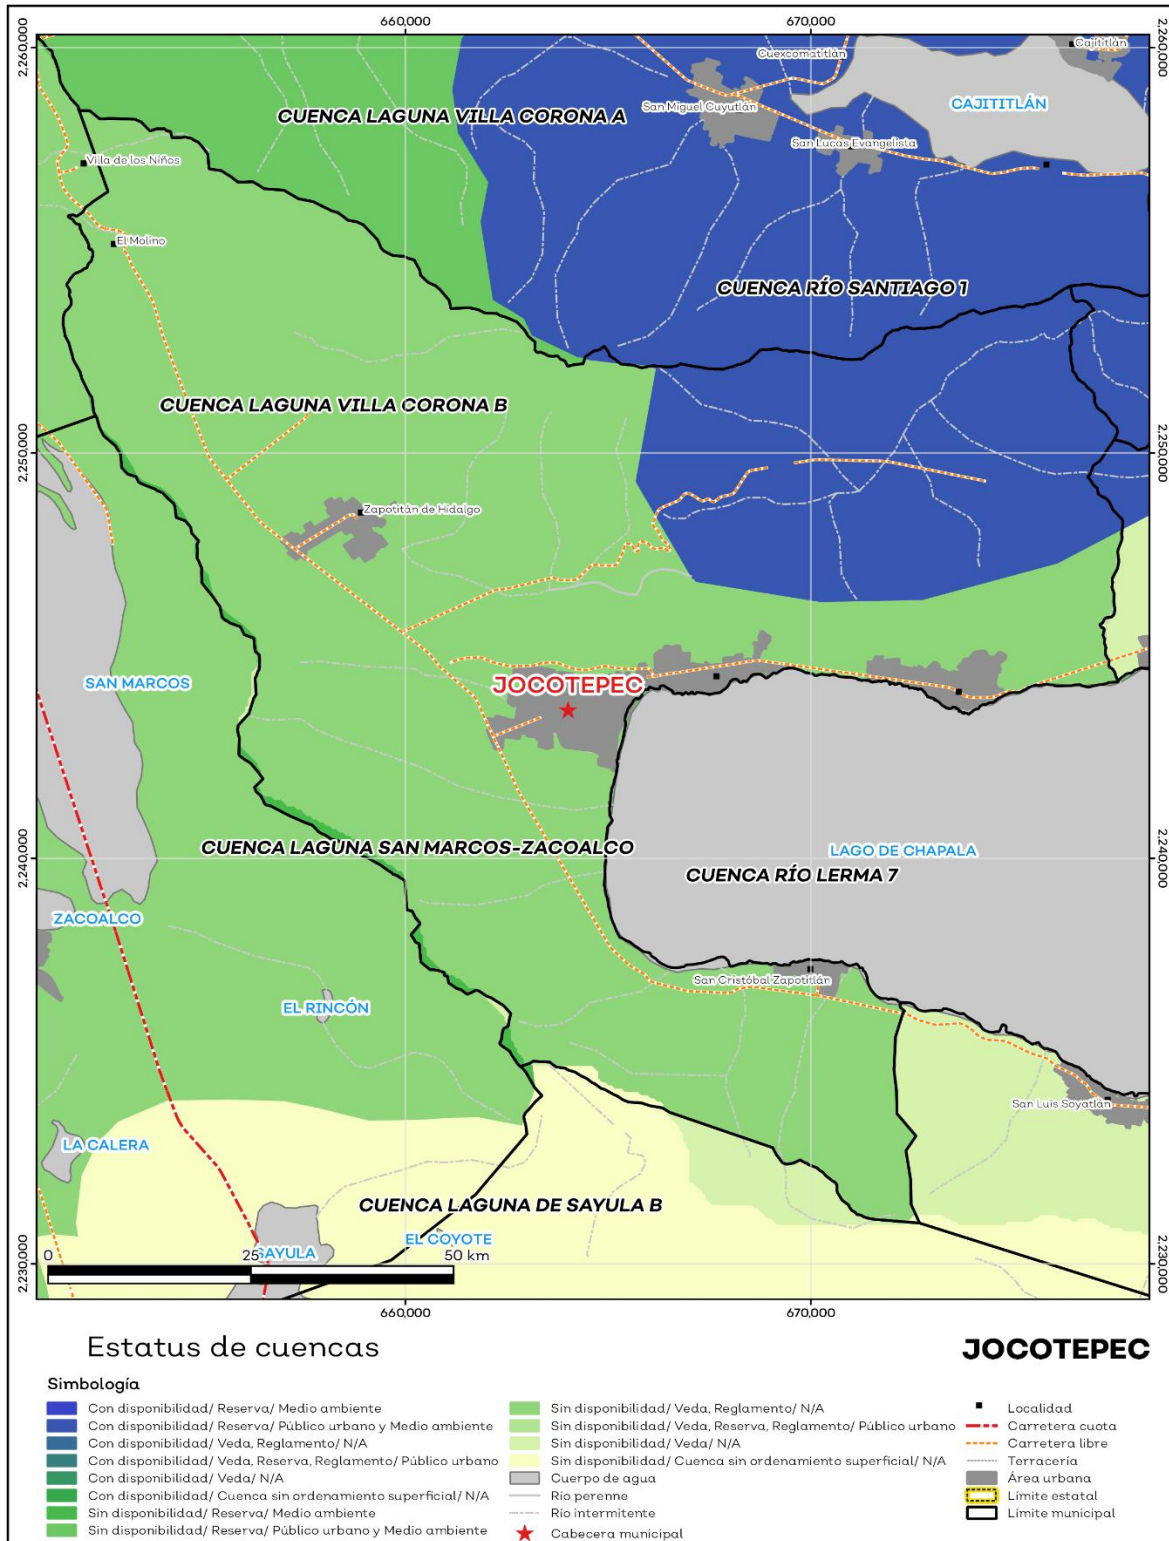 660,000
670,000
2,260,000
2,260,000
Cuexcomatitlán
Cajititlán
CAJITITLÁN
San Miguel Cuyutlán
CUENCA LAGUNA VILLA CORONA A
San Lucas Evangelista
Villa de los Niños
El Molino
CUENCA RÍO SANTIAGO 1
CUENCA LAGUNA VILLA CORONA B
2,250,000
2,250,000
Zapotitán de Hidalgo
SAN MARCOS
JOCOTEPEC
CUENCA LAGUNA SAN MARCOS-ZACOALCO
LAGO DE CHAPALA
2,240,000
2,240,000
CUENCA RÍO LERMA 7
ZACOALCO
San Cristóbal Zapotitlán
EL RINCÓN
San Luis Soyatlán
LA CALERA
CUENCA LAGUNA DE SAYULA B
EL COYOTE
SAYULA
0 25 50 km
2,230,000
2,230,000
660,000
670,000
Estatus de cuencas
JOCOTEPEC
Simbología
Con disponibilidad/ Reserva/ Medio ambiente
Con disponibilidad/ Reserva/ Público urbano y Medio ambiente
Con disponibilidad/ Veda, Reglamento/ N/A
Con disponibilidad/ Veda, Reserva, Reglamento/ Público urbano
Con disponibilidad/ Veda/ N/A
Con disponibilidad/ Cuenca sin ordenamiento superficial/ N/A
Sin disponibilidad/ Reserva/ Medio ambiente
Sin disponibilidad/ Reserva/ Público urbano y Medio ambiente
Sin disponibilidad/ Veda, Reglamento/ N/A
Sin disponibilidad/ Veda, Reserva, Reglamento/ Público urbano
Sin disponibilidad/ Veda/ N/A
Sin disponibilidad/ Cuenca sin ordenamiento superficial/ N/A
Cuerpo de agua
Río perenne
Río intermitente
Cabecera municipal
Localidad
Carretera cuota
Carretera libre
Terracería
Área urbana
Límite estatal
Límite municipal